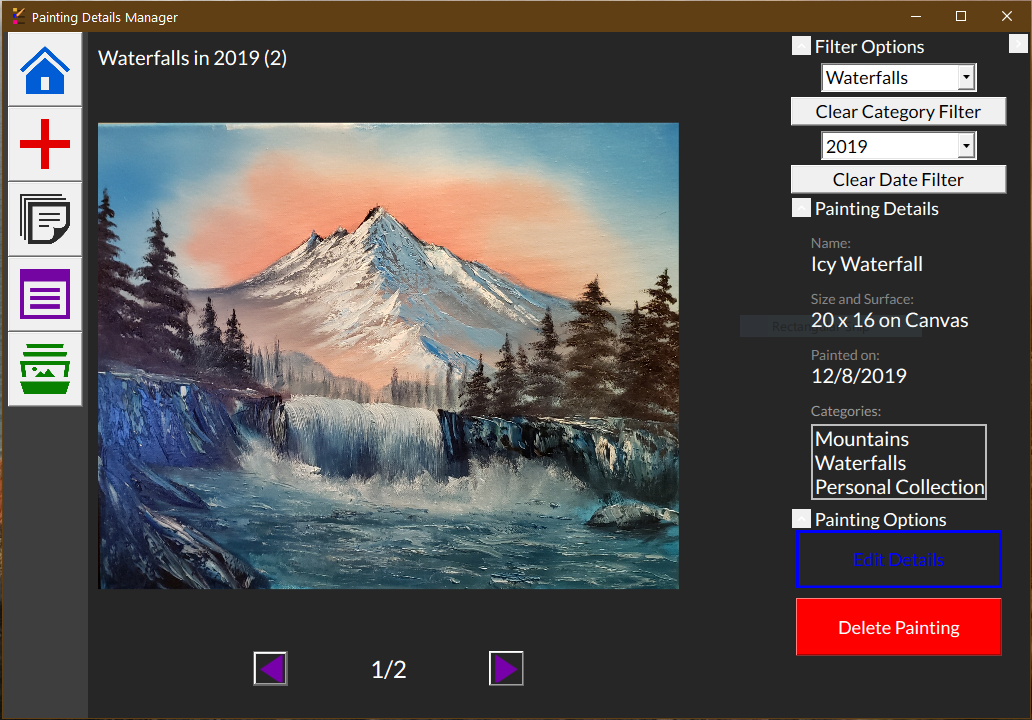 Painting Details Manager
Waterfalls in 2019 (2)
Filter Options
Waterfalls
Clear Category Filter
2019
Clear Date Filter
Painting Details
Name:
Icy Waterfall
Size and Surface:
20 x 16 on Canvas
Painted on:
12/8/2019
Categories:
Mountains
Waterfalls
Personal Collection
Painting Options
Edit Details
Delete Painting
1/2